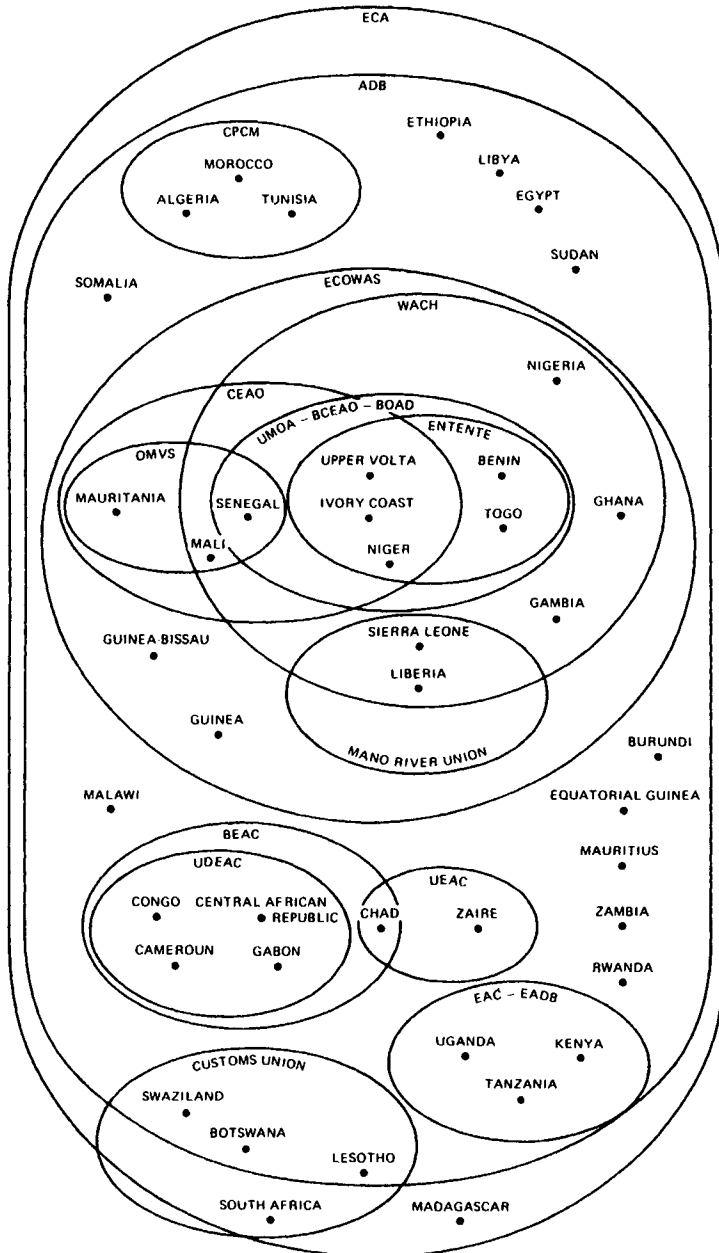 ECA
ADB
ETHIOPIA
CPCM
LIBYA
MOROCCO
EGYPT
ALGERIA
TUNISIA
SUDAN
SOMALIA
ECOWAS
WACH
NIGERIA
CEAO
UMOA - BCEAO - BOAD
ENTENTE
OMVS
UPPER VOLTA
BENIN
MAURITANIA
SENEGAL
IVORY COAST
TOGO
GHANA
MALI
NIGER
GAMBIA
GUINEA-BISSAU
SIERRA LEONE
LIBERIA
GUINEA
MANO RIVER UNION
BURUNDI
MALAWI
EQUATORIAL GUINEA
BEAC
UDEAC
MAURITIUS
UEAC
CONGO
CENTRAL AFRICAN
REPUBLIC
CHAD
ZAIRE
ZAMBIA
CAMEROUN
GABON
RWANDA
EAC - EADB
UGANDA
KENYA
CUSTOMS UNION
TANZANIA
SWAZILAND
BOTSWANA
LESOTHO
SOUTH AFRICA
MADAGASCAR